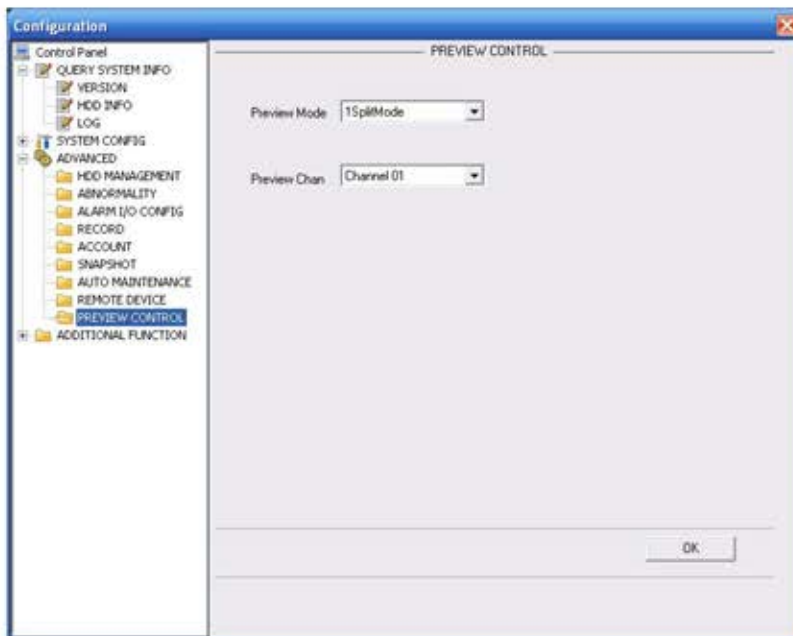 Configuration
Control Panel
QUERY SYSTEM INFO
VERSION
HDD INFO
LOG
SYSTEM CONFIG
ADVANCED
HDD MANAGEMENT
ABNORMALITY
ALARM I/O CONFIG
RECORD
ACCOUNT
SNAPSHOT
AUTO MAINTENANCE
REMOTE DEVICE
PREVIEW CONTROL
ADDITIONAL FUNCTION
PREVIEW CONTROL
Preview Mode 1SplitMode
Preview Chan Channel 01
OK